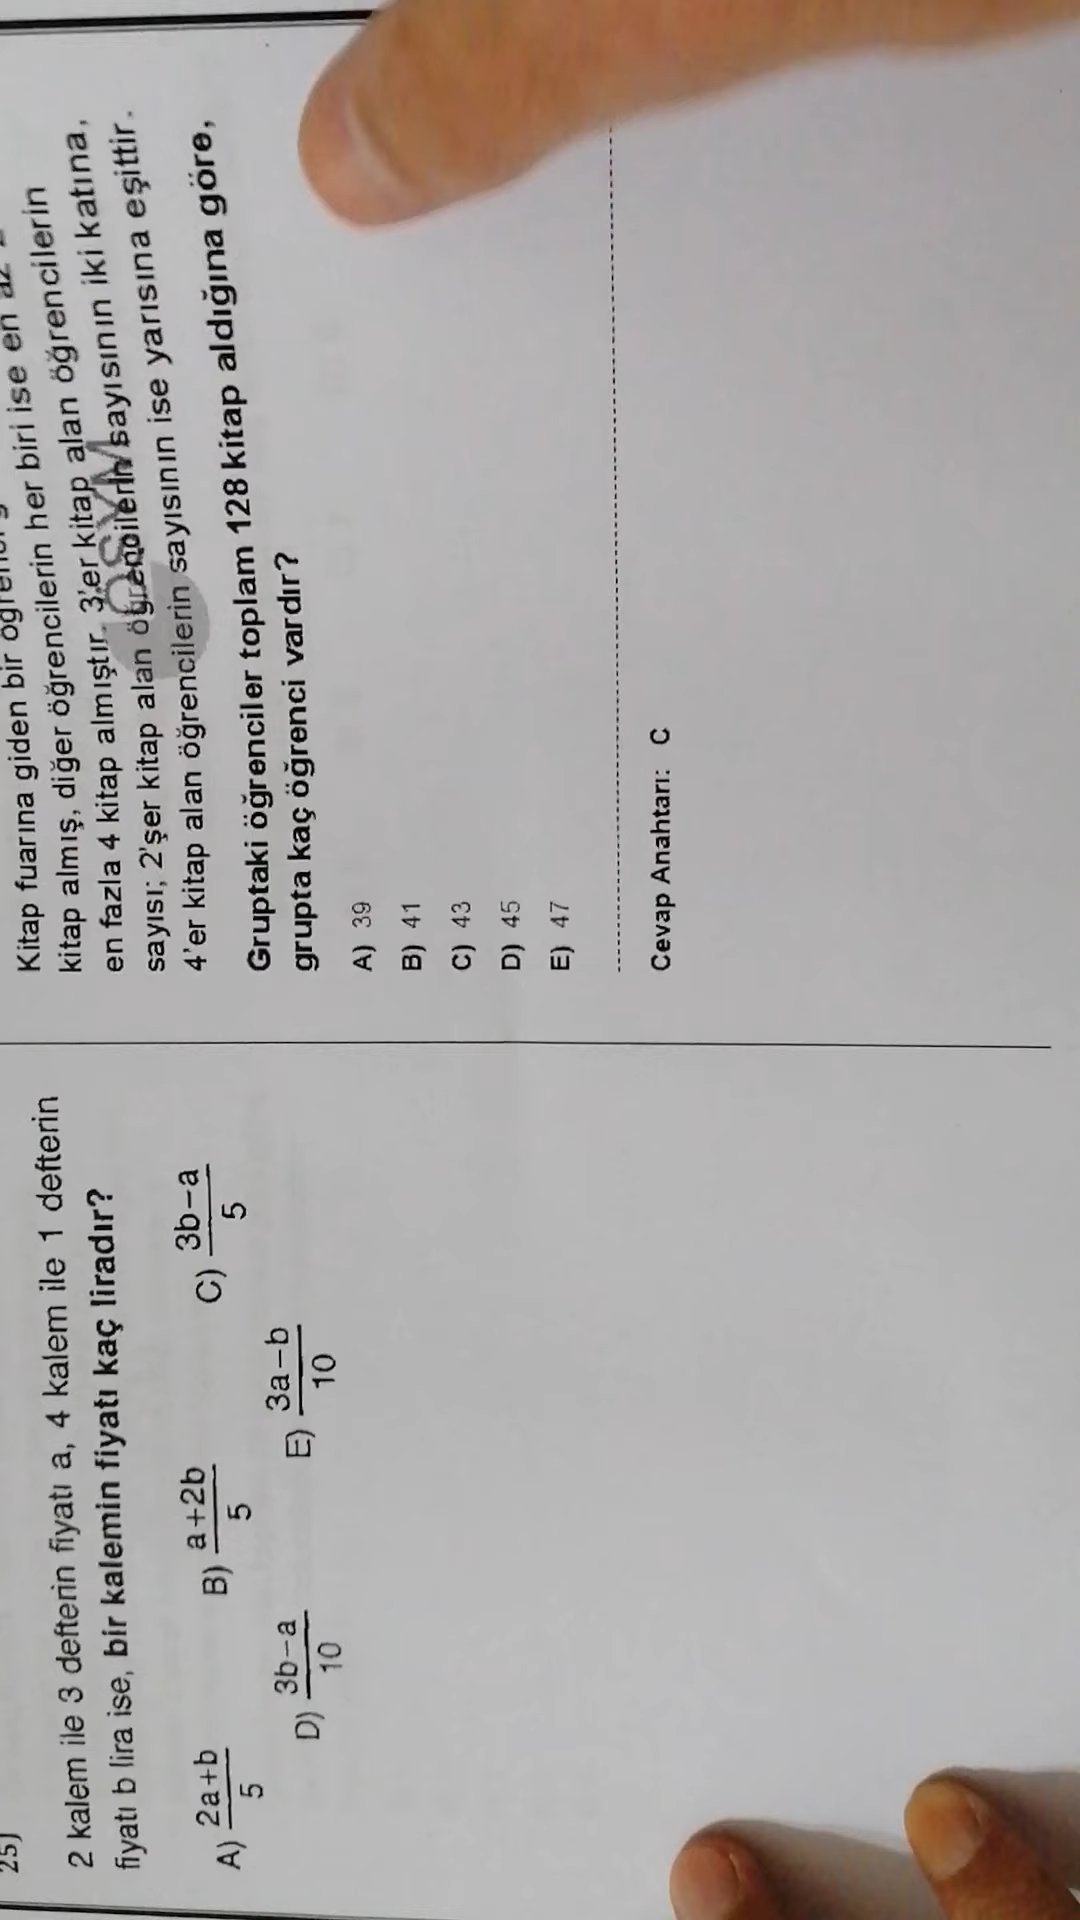 25)
2 kalem ile 3 defterin fiyatı a, 4 kalem ile 1 defterin
fiyatı b lira ise, bir kalemin fiyatı kaç liradır?
A) 2a+b/5 B) a+2b/5 C) 3b-a/5
D) 3b-a/10 E) 3a-b/10
Kitap fuarına giden bir
kitap almış, diğer öğrencilerin her biri ise en az
en fazla 4 kitap almıştır. 3'er kitap alan öğrencilerin
sayısı; 2'şer kitap alan öğrencilerin sayısının iki katına,
4'er kitap alan öğrencilerin sayısının ise yarısına eşittir.
Gruptaki öğrenciler toplam 128 kitap aldığına göre,
grupta kaç öğrenci vardır?
A) 39
B) 41
C) 43
D) 45
E) 47
Cevap Anahtarı: C
ÖSYM